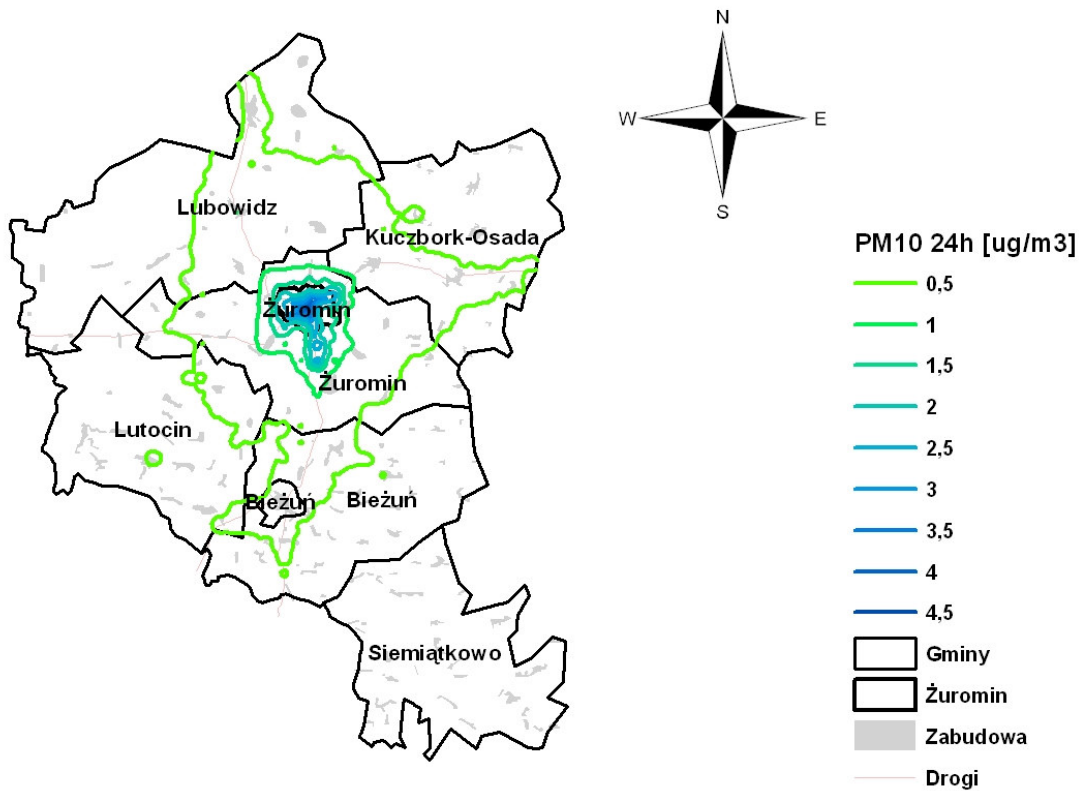 N
W
E
S
Lubowidz
Kuczbork-Osada
Żuromin
Żuromin
Lutocin
Bieżuń
Bieżuń
Siemiątkowo
PM10 24h [ug/m3]
0,5
1
1,5
2
2,5
3
3,5
4
4,5
Gminy
Żuromin
Zabudowa
Drogi